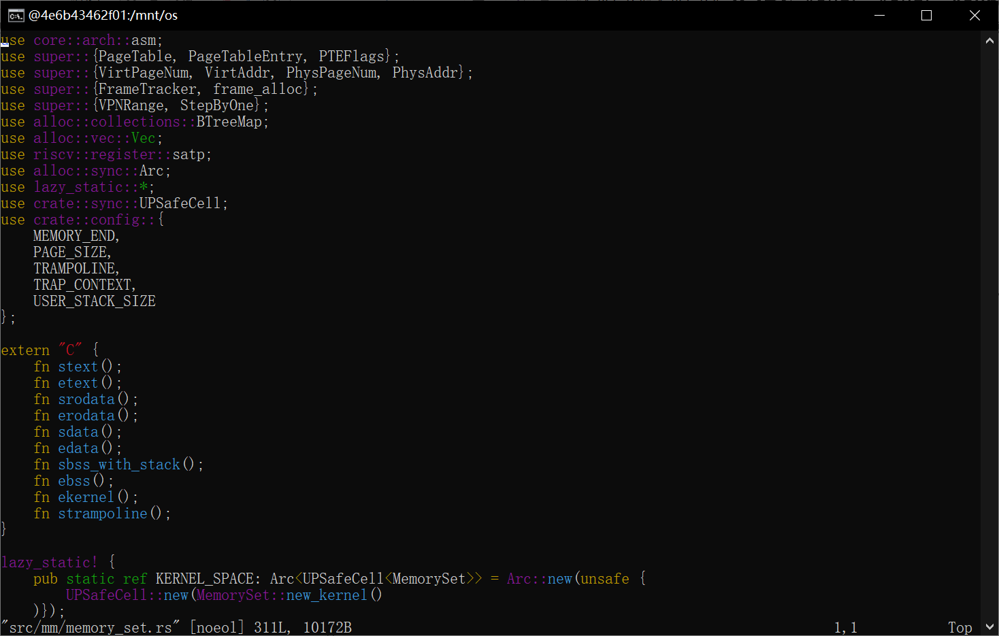 @4e6b43462f01:/mnt/os
use core::arch::asm;
use super::{PageTable, PageTableEntry, PTEFlags};
use super::{VirtPageNum, VirtAddr, PhysPageNum, PhysAddr};
use super::{FrameTracker, frame_alloc};
use super::{VPNRange, StepByOne};
use alloc::collections::BTreeMap;
use alloc::vec::Vec;
use riscv::register::satp;
use alloc::sync::Arc;
use lazy_static::*;
use crate::sync::UPSafeCell;
use crate::config::{
    MEMORY_END,
    PAGE_SIZE,
    TRAMPOLINE,
    TRAP_CONTEXT,
    USER_STACK_SIZE
};
extern "C" {
    fn stext();
    fn etext();
    fn srodata();
    fn erodata();
    fn sdata();
    fn edata();
    fn sbss_with_stack();
    fn ebss();
    fn ekernel();
    fn strampoline();
}
lazy_static! {
    pub static ref KERNEL_SPACE: Arc<UPSafeCell<MemorySet>> = Arc::new(unsafe {
        UPSafeCell::new(MemorySet::new_kernel()
    )});
"src/mm/memory_set.rs" [noeol] 311L, 10172B 1,1 Top